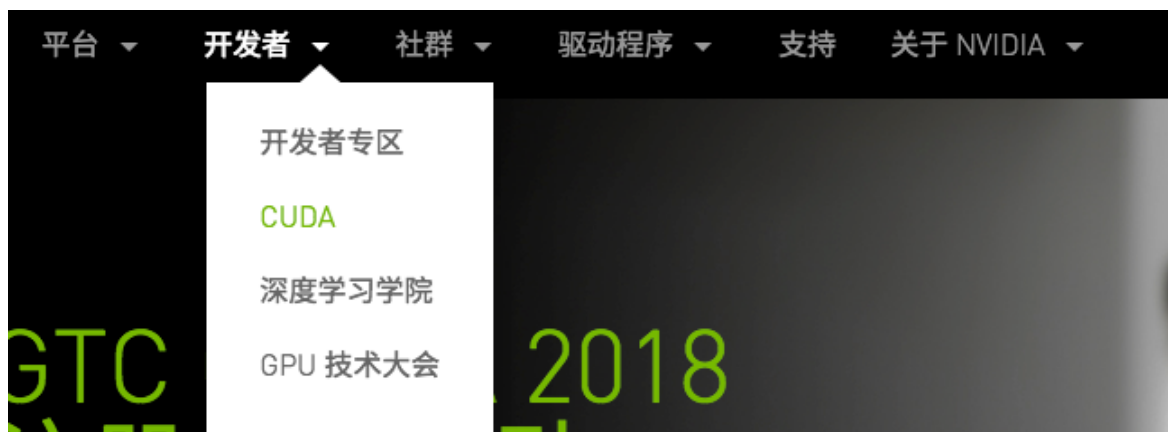 平台 开发者 社群 驱动程序 支持 关于 NVIDIA
开发者专区
CUDA
深度学习学院
GPU 技术大会
GTC 2018